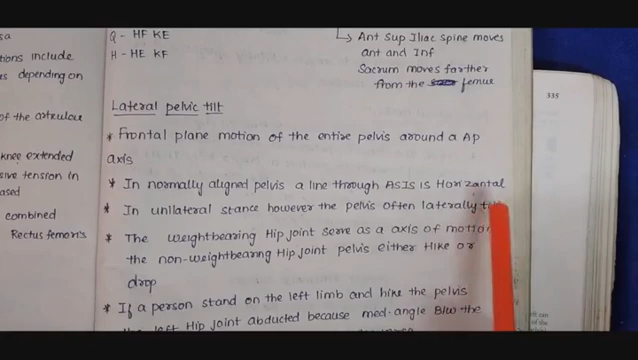 sa
tions include
s depending on
of the articular
knee extended
sive tension in
ased
combined
Rectus femoris
Q - HF KE
H - HE KF
Ant Sup Iliac spine moves
ant and Inf
Sacrum moves farther
from the femur
Lateral pelvic tilt
* Frontal plane motion of the entire pelvis around a AP
axis
* In normally aligned pelvis a line through ASIS is Horizantal
* In unilateral stance however the pelvis often laterally
* The weightbearing Hip joint serve as a axis of motion
the non-weightbearing Hip joint pelvis either Hike or
drop
* If a person stand on the left limb and hike the pelvis
the left Hip joint abducted because med-angle Blw the
335